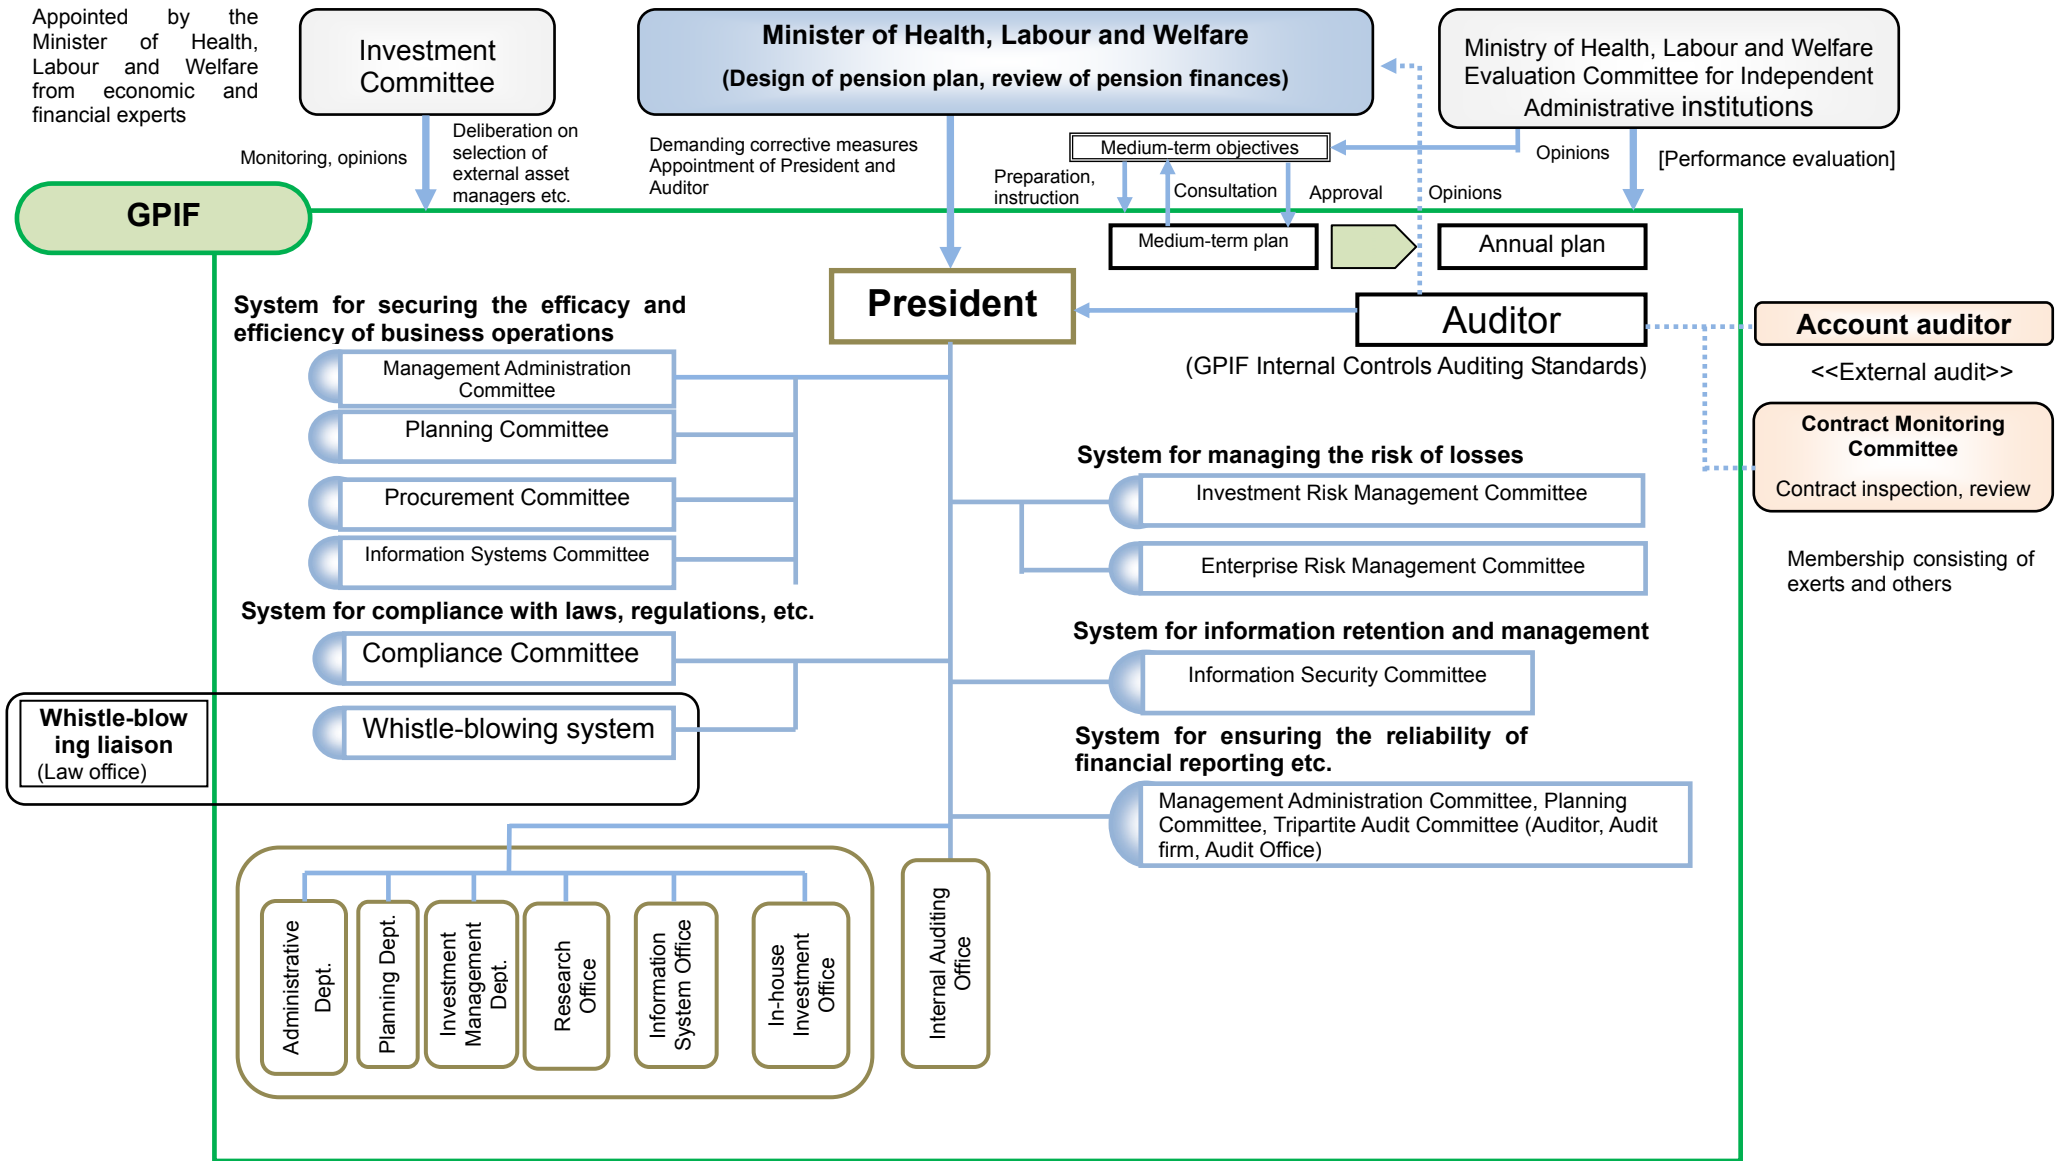 Appointed by the
Minister of Health,
Labour and Welfare
from economic and
financial experts
Investment
Committee
Minister of Health, Labour and Welfare
(Design of pension plan, review of pension finances)
Ministry of Health, Labour and Welfare
Evaluation Committee for Independent
Administrative institutions
Monitoring, opinions
Deliberation on
selection of
external asset
managers etc.
Demanding corrective measures
Appointment of President and
Auditor
Medium-term objectives
Opinions
[Performance evaluation]
Preparation,
instruction
Consultation
Approval
Opinions
GPIF
Medium-term plan
Annual plan
President
Auditor
(GPIF Internal Controls Auditing Standards)
Account auditor
<<External audit>>
Contract Monitoring
Committee
Contract inspection, review
Membership consisting of
exerts and others
System for securing the efficacy and
efficiency of business operations
Management Administration
Committee
Planning Committee
Procurement Committee
Information Systems Committee
System for compliance with laws, regulations, etc.
Compliance Committee
Whistle-blowing system
Whistle-blow
ing liaison
(Law office)
System for managing the risk of losses
Investment Risk Management Committee
Enterprise Risk Management Committee
System for information retention and management
Information Security Committee
System for ensuring the reliability of
financial reporting etc.
Management Administration Committee, Planning
Committee, Tripartite Audit Committee (Auditor, Audit
firm, Audit Office)
Administrative
Dept.
Planning Dept.
Investment
Management
Dept.
Research
Office
Information
System Office
In-house
Investment
Office
Internal Auditing
Office